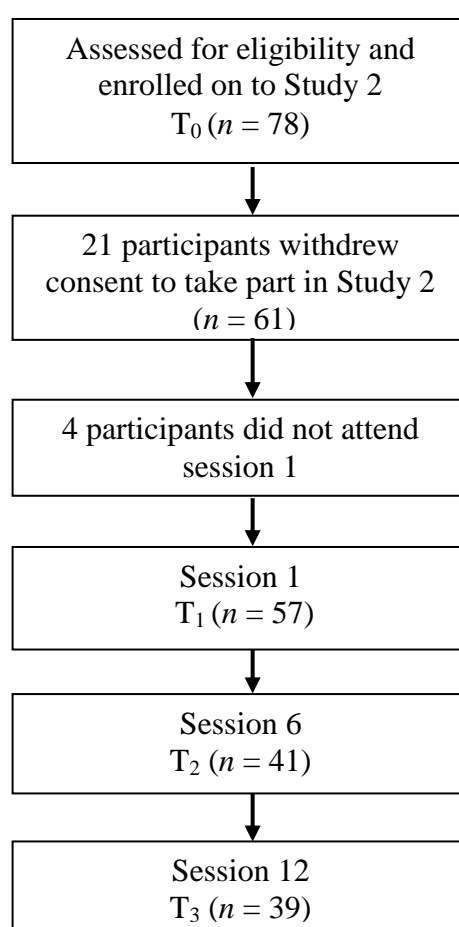 Assessed for eligibility and
enrolled on to Study 2
T₀ (n = 78)
21 participants withdrew
consent to take part in Study 2
(n = 61)
4 participants did not attend
session 1
Session 1
T₁ (n = 57)
Session 6
T₂ (n = 41)
Session 12
T₃ (n = 39)